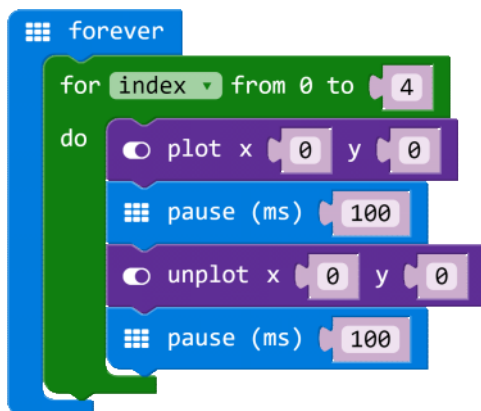 forever
for index from 0 to 4
do
plot x 0 y 0
pause (ms) 100
unplot x 0 y 0
pause (ms) 100